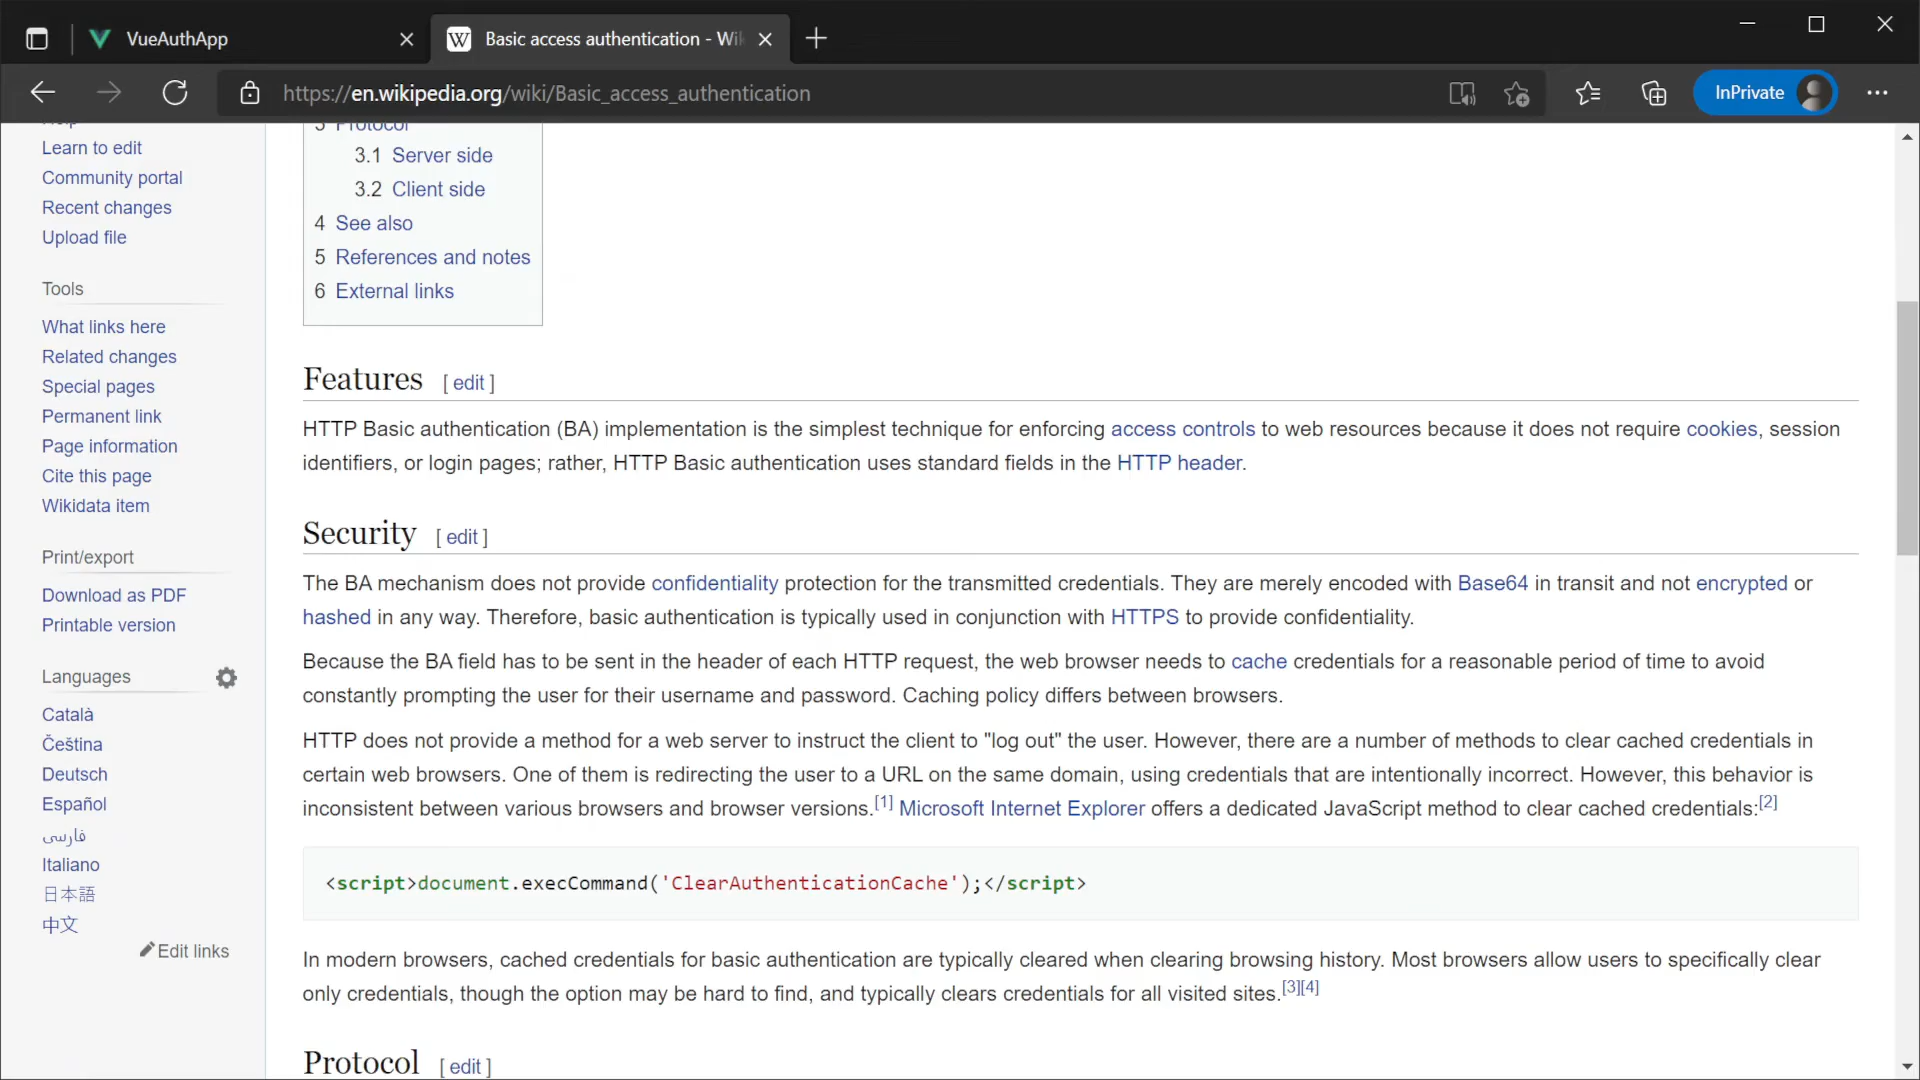 VueAuthApp
Basic access authentication - Wi
https://en.wikipedia.org/wiki/Basic_access_authentication
InPrivate
Help
Learn to edit
Community portal
Recent changes
Upload file
Tools
What links here
Related changes
Special pages
Permanent link
Page information
Cite this page
Wikidata item
Print/export
Download as PDF
Printable version
Languages
Català
Čeština
Deutsch
Español
فارسی
Italiano
日本語
中文
Edit links
3 Protocol
3.1 Server side
3.2 Client side
4 See also
5 References and notes
6 External links
Features [ edit ]
HTTP Basic authentication (BA) implementation is the simplest technique for enforcing access controls to web resources because it does not require cookies, session
identifiers, or login pages; rather, HTTP Basic authentication uses standard fields in the HTTP header.
Security [ edit ]
The BA mechanism does not provide confidentiality protection for the transmitted credentials. They are merely encoded with Base64 in transit and not encrypted or
hashed in any way. Therefore, basic authentication is typically used in conjunction with HTTPS to provide confidentiality.
Because the BA field has to be sent in the header of each HTTP request, the web browser needs to cache credentials for a reasonable period of time to avoid
constantly prompting the user for their username and password. Caching policy differs between browsers.
HTTP does not provide a method for a web server to instruct the client to "log out" the user. However, there are a number of methods to clear cached credentials in
certain web browsers. One of them is redirecting the user to a URL on the same domain, using credentials that are intentionally incorrect. However, this behavior is
inconsistent between various browsers and browser versions.[1] Microsoft Internet Explorer offers a dedicated JavaScript method to clear cached credentials:[2]
<script>document.execCommand('ClearAuthenticationCache');</script>
In modern browsers, cached credentials for basic authentication are typically cleared when clearing browsing history. Most browsers allow users to specifically clear
only credentials, though the option may be hard to find, and typically clears credentials for all visited sites.[3][4]
Protocol [ edit ]